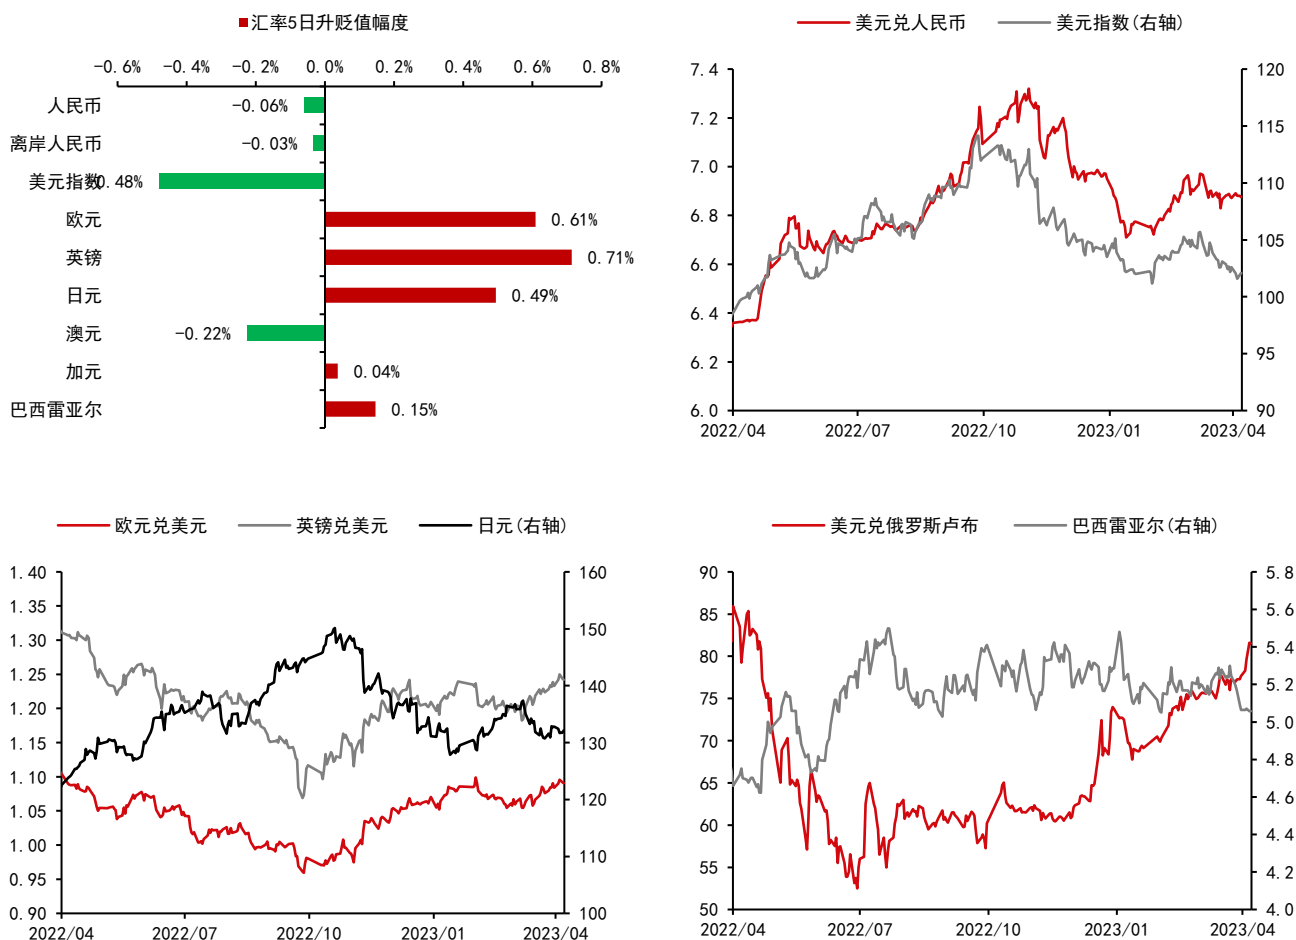 汇率5日升贬值幅度
-0.6% -0.4% -0.2% 0.0% 0.2% 0.4% 0.6% 0.8%
人民币 -0.06%
离岸人民币 -0.03%
美元指数0.48%
欧元 0.61%
英镑 0.71%
日元 0.49%
澳元 -0.22%
加元 0.04%
巴西雷亚尔 0.15%
美元兑人民币 美元指数(右轴)
7.4 120
7.2 115
7.0 110
6.8 105
6.6 100
6.4 95
6.2 90
6.0
2022/04 2022/07 2022/10 2023/01 2023/04
欧元兑美元 英镑兑美元 日元(右轴)
1.40 160
1.35 150
1.30 140
1.25 130
1.20 120
1.15 110
1.10 100
1.05
1.00
0.95
0.90
2022/04 2022/07 2022/10 2023/01 2023/04
美元兑俄罗斯卢布 巴西雷亚尔(右轴)
90 5.8
85 5.6
80 5.4
75 5.2
70 5.0
65 4.8
60 4.6
55 4.4
50 4.2
4.0
2022/04 2022/07 2022/10 2023/01 2023/04